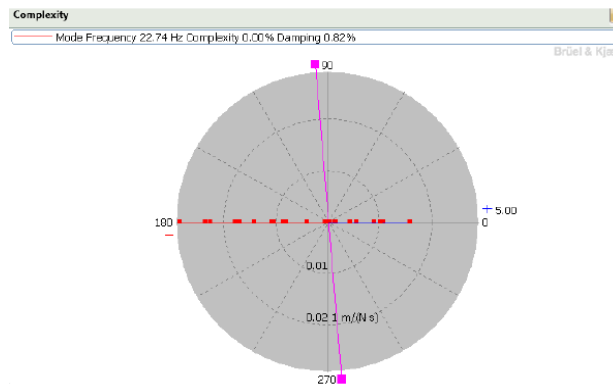 Complexity
Mode Frequency 22.74 Hz Complexity 0.00% Damping 0.82%
Brüel & Kjæ
90
+ 5.00
180
0
0.01
0.02 1 m/(N s)
270